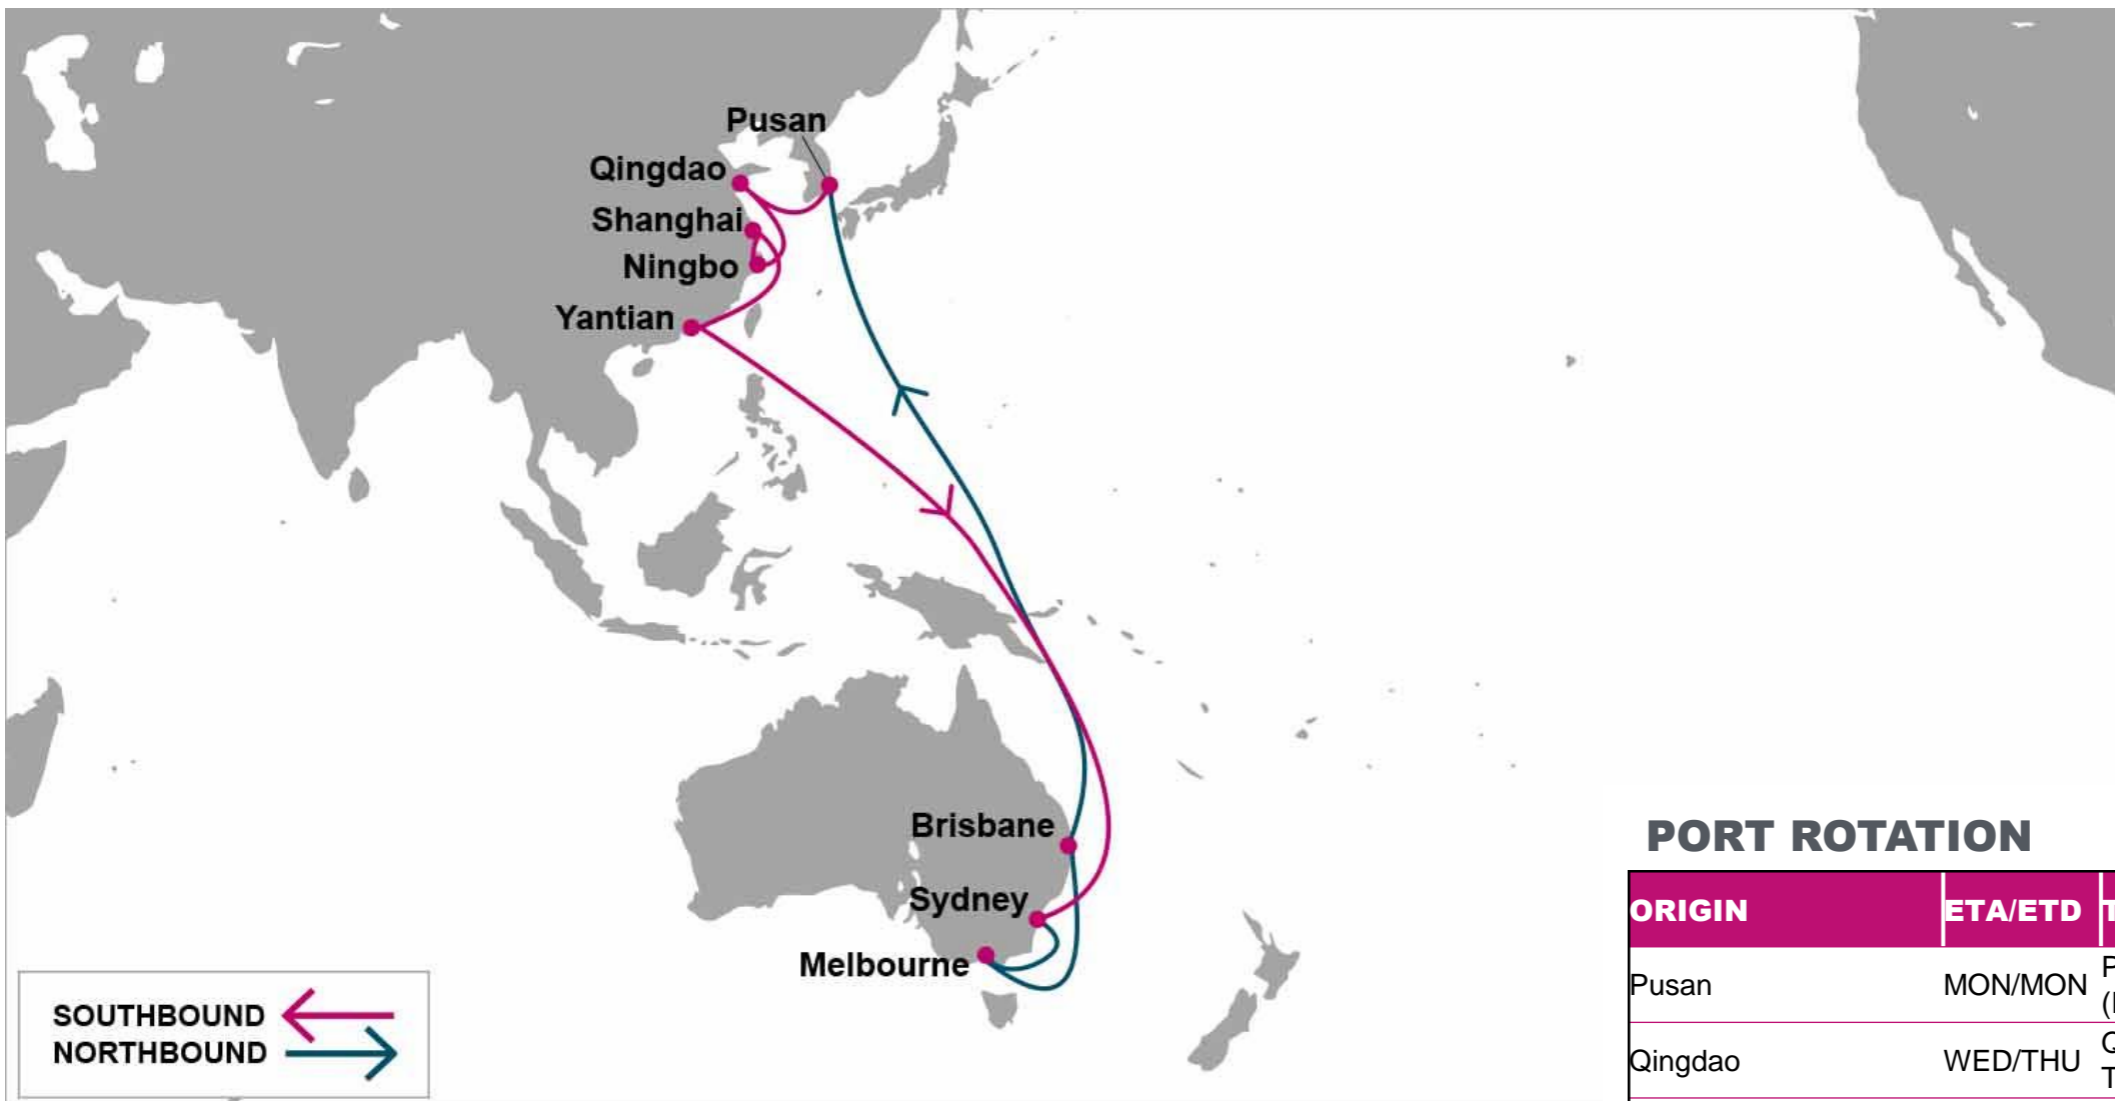 Pusan
Qingdao
Shanghai
Ningbo
Yantian
Brisbane
Sydney
Melbourne
SOUTHBOUND
NORTHBOUND
PORT ROTATION
ORIGIN ETA/ETD
Pusan MON/MON
Qingdao WED/THU